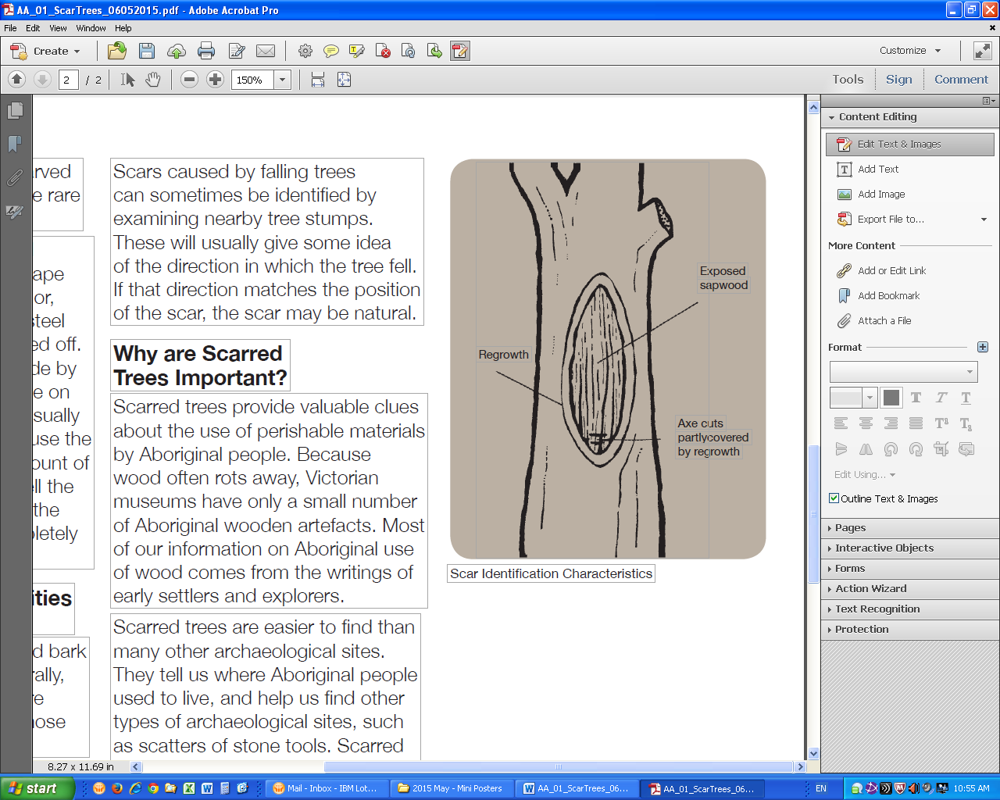 AA_01_ScarTrees_06052015.pdf - Adobe Acrobat Pro
File Edit View Window Help
Create
Customize
2 / 2
150%
Tools Sign Comment
arved
e rare
ape
or,
steel
ed off.
de by
e on
sually
use the
ount of
ll the
the
pletely
ities
d bark
rally,
re
hose
Scars caused by falling trees
can sometimes be identified by
examining nearby tree stumps.
These will usually give some idea
of the direction in which the tree fell.
If that direction matches the position
of the scar, the scar may be natural.
Why are Scarred
Trees Important?
Scarred trees provide valuable clues
about the use of perishable materials
by Aboriginal people. Because
wood often rots away, Victorian
museums have only a small number
of Aboriginal wooden artefacts. Most
of our information on Aboriginal use
of wood comes from the writings of
early settlers and explorers.
Scarred trees are easier to find than
many other archaeological sites.
They tell us where Aboriginal people
used to live, and help us find other
types of archaeological sites, such
as scatters of stone tools. Scarred
Exposed
sapwood
Regrowth
Axe cuts
partlycovered
by regrowth
Scar Identification Characteristics
Content Editing
Edit Text & Images
Add Text
Add Image
Export File to...
More Content
Add or Edit Link
Add Bookmark
Attach a File
Format
Edit Using...
Outline Text & Images
Pages
Interactive Objects
Forms
Action Wizard
Text Recognition
Protection
8.27 x 11.69 in
start
Mail - Inbox - IBM Lot...
2015 May - Mini Posters
AA_01_ScarTrees_06...
AA_01_ScarTrees_06...
EN
10:55 AM